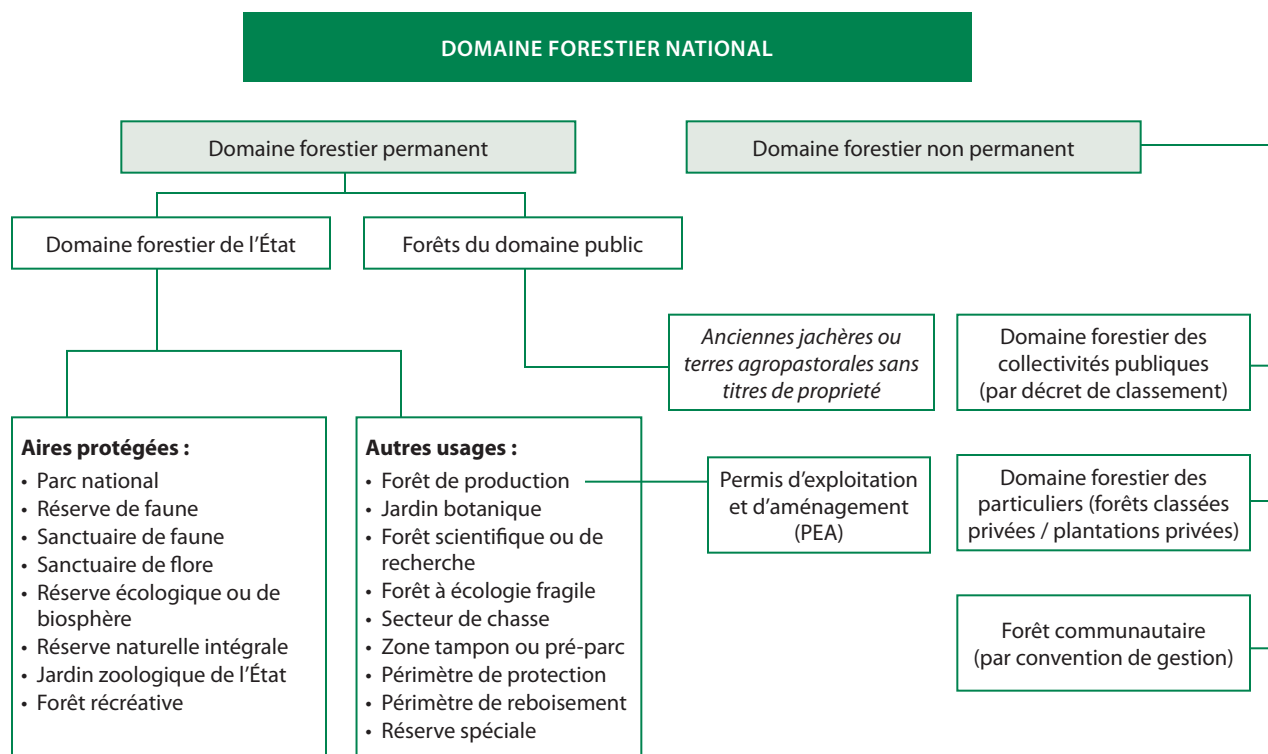 DOMAINE FORESTIER NATIONAL
Domaine forestier permanent
Domaine forestier non permanent
Domaine forestier de l’État
Forêts du domaine public
Anciennes jachères ou
terres agropastorales sans
titres de proprieté
Domaine forestier des
collectivités publiques
(par décret de classement)
Aires protégées :
• Parc national
• Réserve de faune
• Sanctuaire de faune
• Sanctuaire de flore
• Réserve écologique ou de
biosphère
• Réserve naturelle intégrale
• Jardin zoologique de l’État
• Forêt récréative
Autres usages :
• Forêt de production
• Jardin botanique
• Forêt scientifique ou de
recherche
• Forêt à écologie fragile
• Secteur de chasse
• Zone tampon ou pré-parc
• Périmètre de protection
• Périmètre de reboisement
• Réserve spéciale
Permis d’exploitation
et d’aménagement
(PEA)
Domaine forestier des
particuliers (forêts classées
privées / plantations privées)
Forêt communautaire
(par convention de gestion)